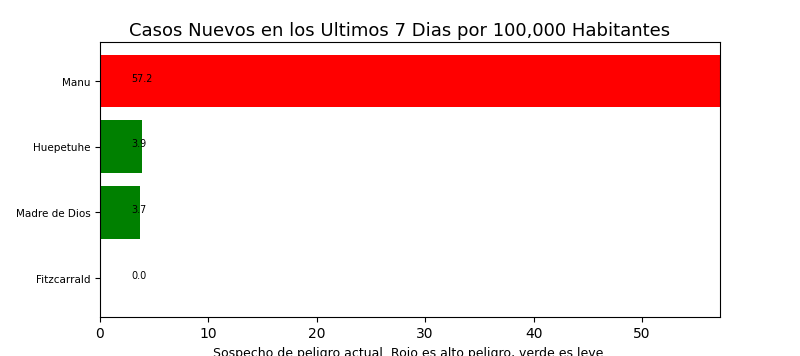 Casos Nuevos en los Ultimos 7 Dias por 100,000 Habitantes
Manu 57.2
Huepetuhe 3.9
Madre de Dios 3.7
Fitzcarrald 0.0
0 10 20 30 40 50
Sospecho de peligro actual. Rojo es alto peligro, verde es leve